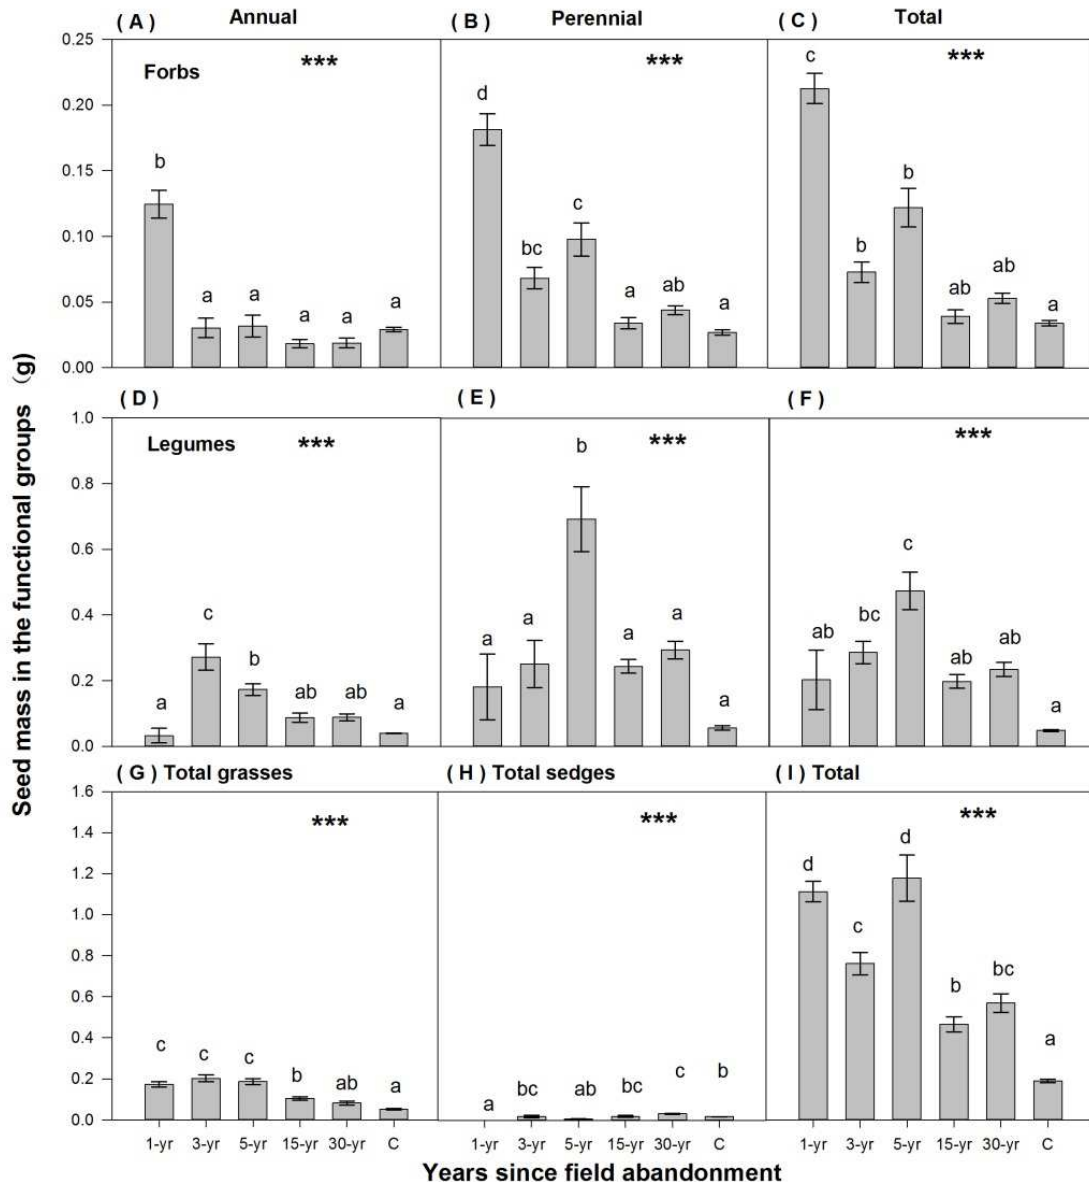 ( A ) Annual ( B ) Perennial ( C ) Total
0.25
Forbs *** *** ***
0.20
0.15
0.10
0.05
0.00
b a a a a a
d bc c a ab a
c b b ab ab a
( D ) ( E ) ( F )
1.0
Legumes *** *** ***
0.8
0.6
0.4
0.2
0.0
a c b ab ab a
a a b a a a
ab bc c ab ab a
( G ) Total grasses ( H ) Total sedges ( I ) Total
1.6
*** *** ***
1.4
1.2
1.0
0.8
0.6
0.4
0.2
0.0
c c c b ab a
a bc ab bc c b
d c d b bc a
1-yr 3-yr 5-yr 15-yr 30-yr C 1-yr 3-yr 5-yr 15-yr 30-yr C 1-yr 3-yr 5-yr 15-yr 30-yr C
Years since field abandonment
Seed mass in the functional groups (g)